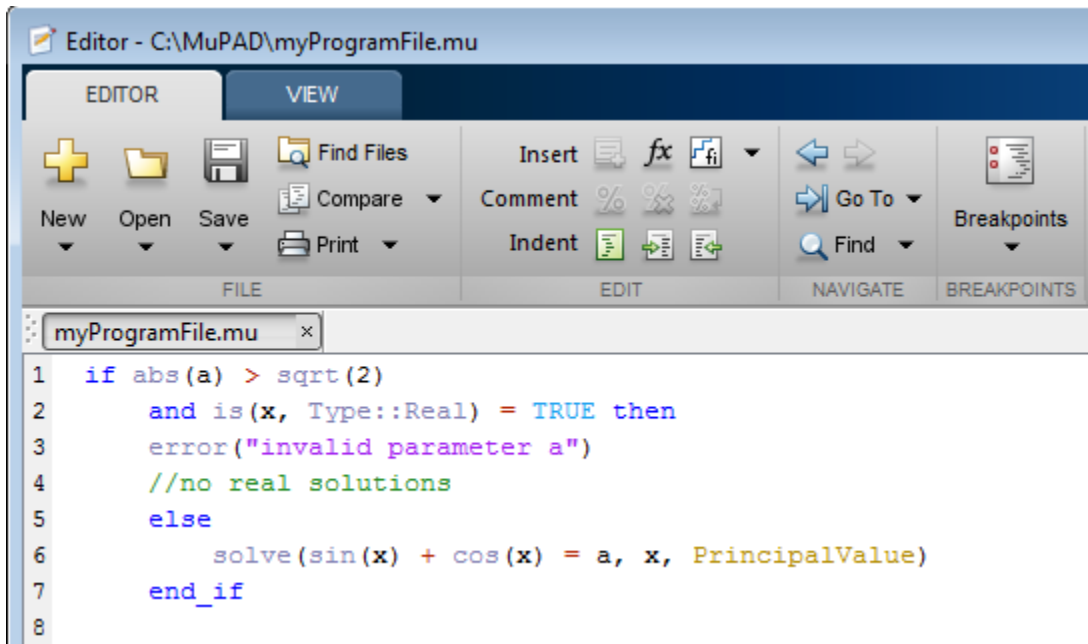 Editor - C:\MuPAD\myProgramFile.mu
EDITOR VIEW
New
Open
Save
Find Files
Compare
Print
FILE
Insert fx fi
Comment % % %
Indent
EDIT
Go To
Find
NAVIGATE
Breakpoints
BREAKPOINTS
myProgramFile.mu ×
1 if abs(a) > sqrt(2)
2 and is(x, Type::Real) = TRUE then
3 error("invalid parameter a")
4 //no real solutions
5 else
6 solve(sin(x) + cos(x) = a, x, PrincipalValue)
7 end_if
8